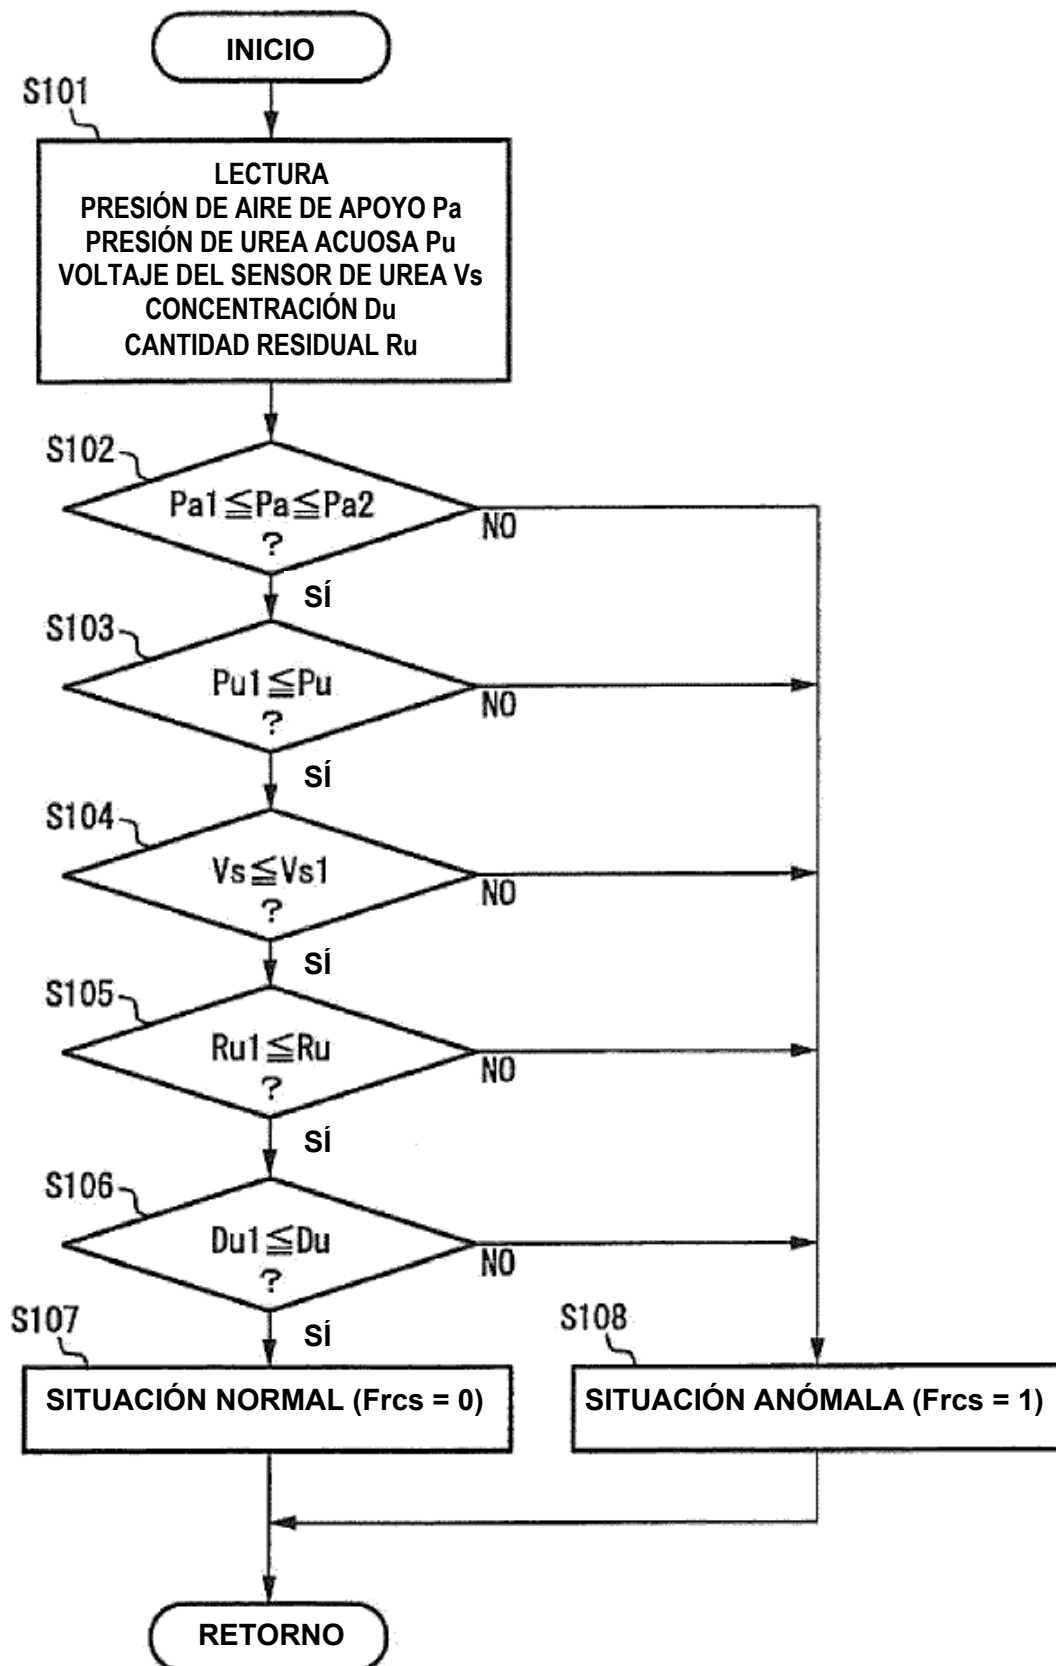 INICIO
S101
LECTURA
PRESIÓN DE AIRE DE APOYO Pa
PRESIÓN DE UREA ACUOSA Pu
VOLTAJE DEL SENSOR DE UREA Vs
CONCENTRACIÓN Du
CANTIDAD RESIDUAL Ru
S102
Pa1≦Pa≦Pa2
?
NO
SÍ
S103
Pu1≦Pu
?
NO
SÍ
S104
Vs≦Vs1
?
NO
SÍ
S105
Ru1≦Ru
?
NO
SÍ
S106
Du1≦Du
?
NO
SÍ
S107
SITUACIÓN NORMAL (Frcs = 0)
S108
SITUACIÓN ANÓMALA (Frcs = 1)
RETORNO